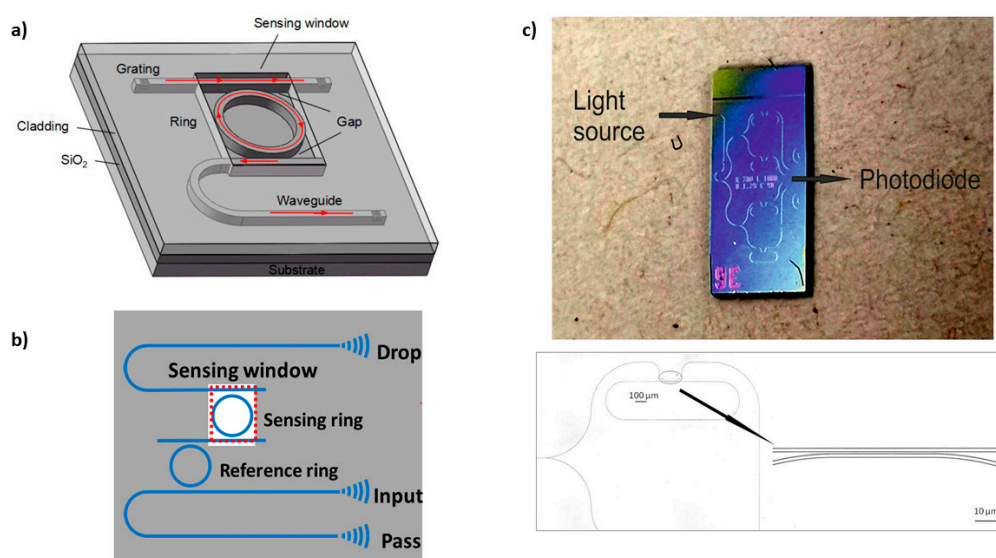 a)
Sensing window
Grating
Ring
Gap
Cladding
SiO₂
Waveguide
Substrate
b)
Drop
Sensing window
Sensing ring
Reference ring
Input
Pass
c)
Light
source
Photodiode
100 µm
10 µm